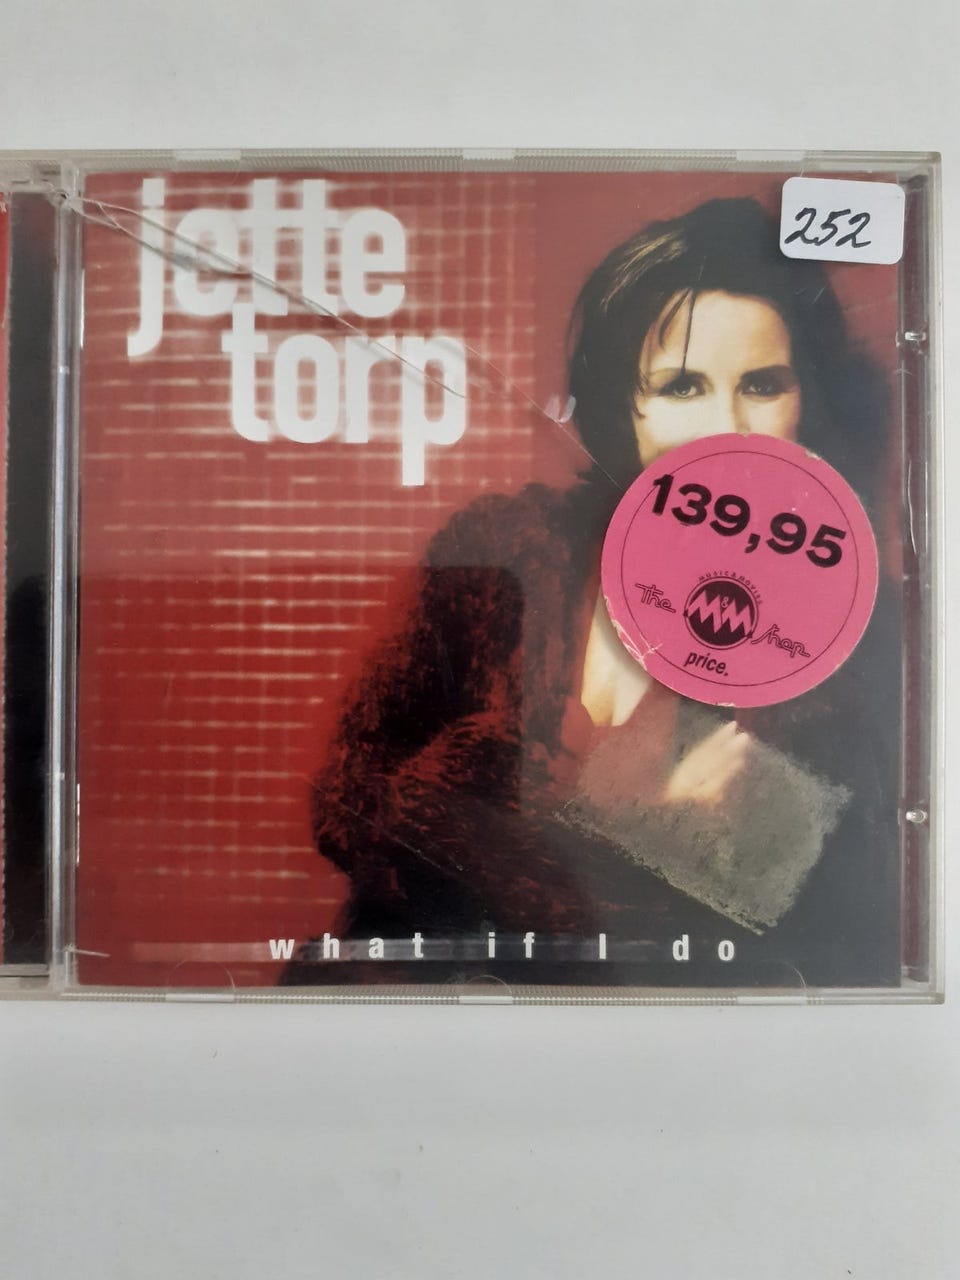 jette
torp
252
139,95
MUSIC & MOVIES
The M&M Shop
price.
what if I do